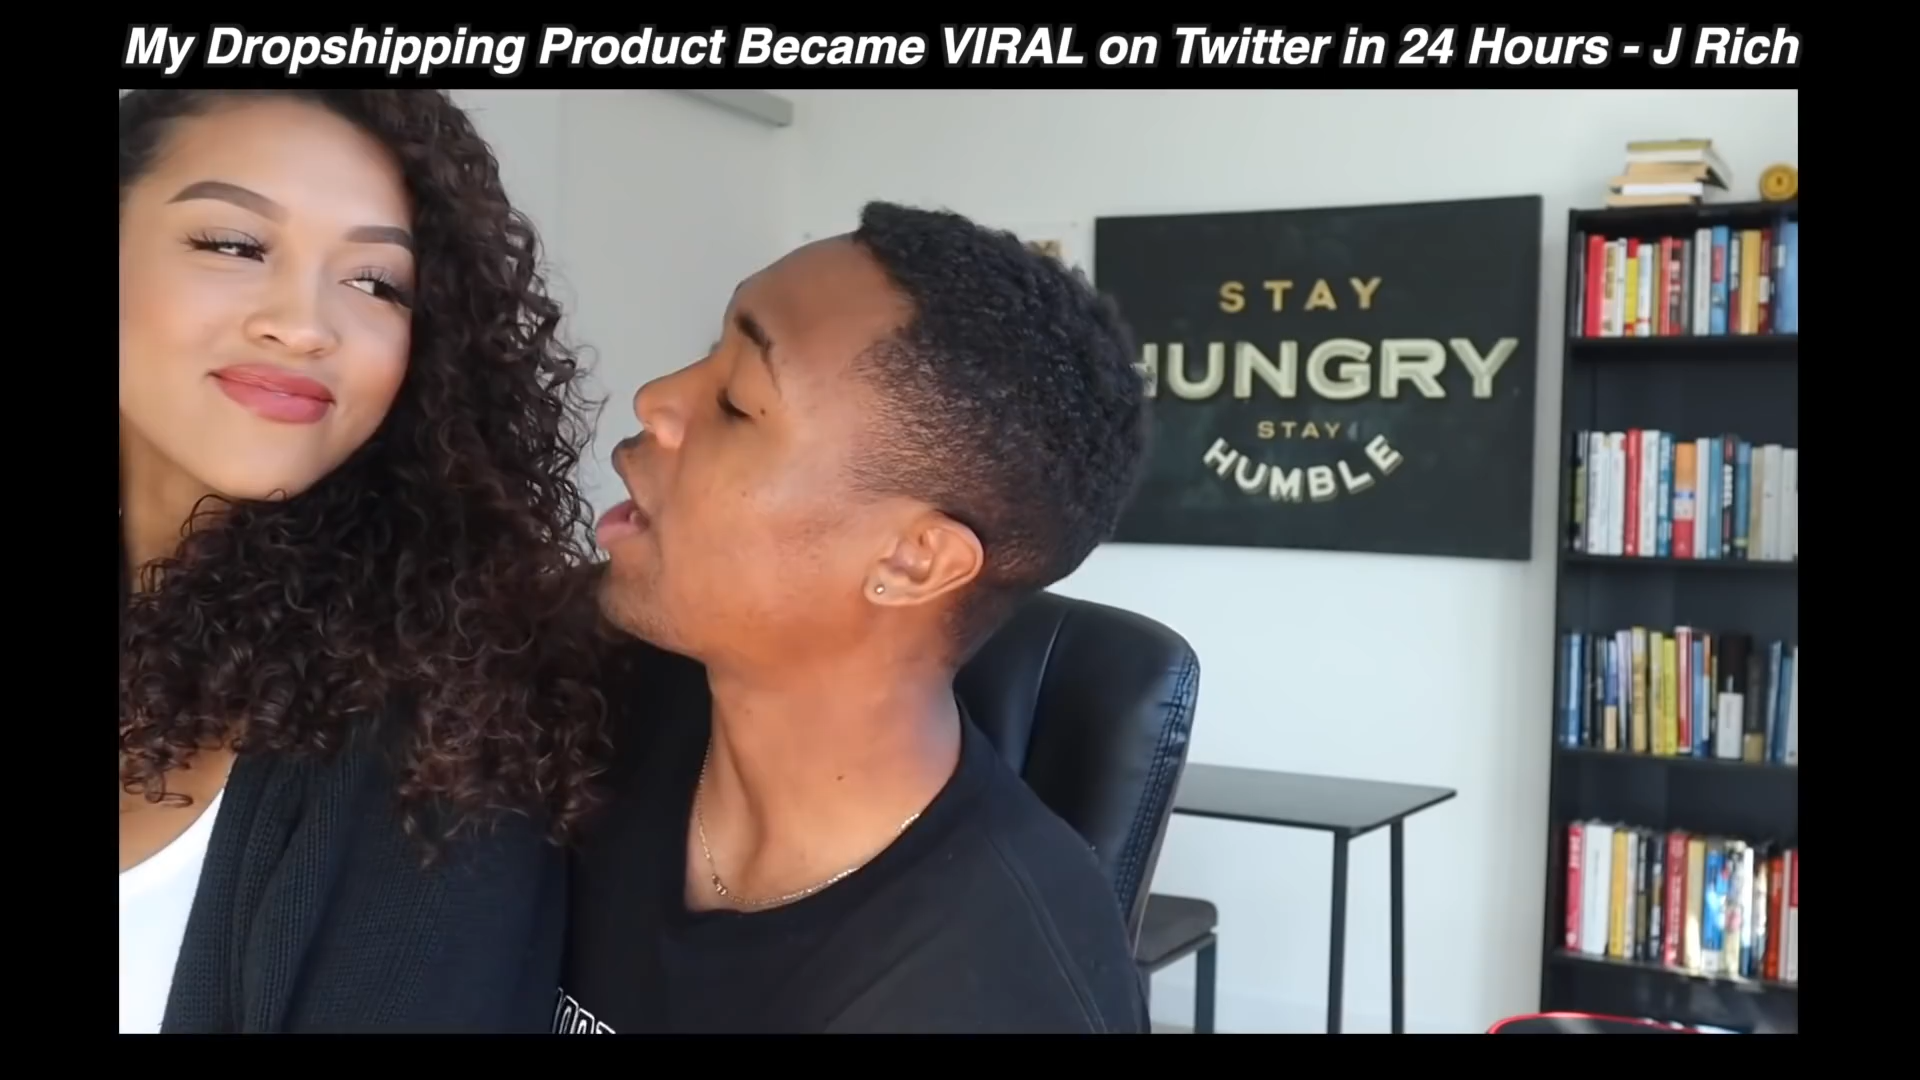 My Dropshipping Product Became VIRAL on Twitter in 24 Hours - J Rich
STAY
HUNGRY
STAY
HUMBLE